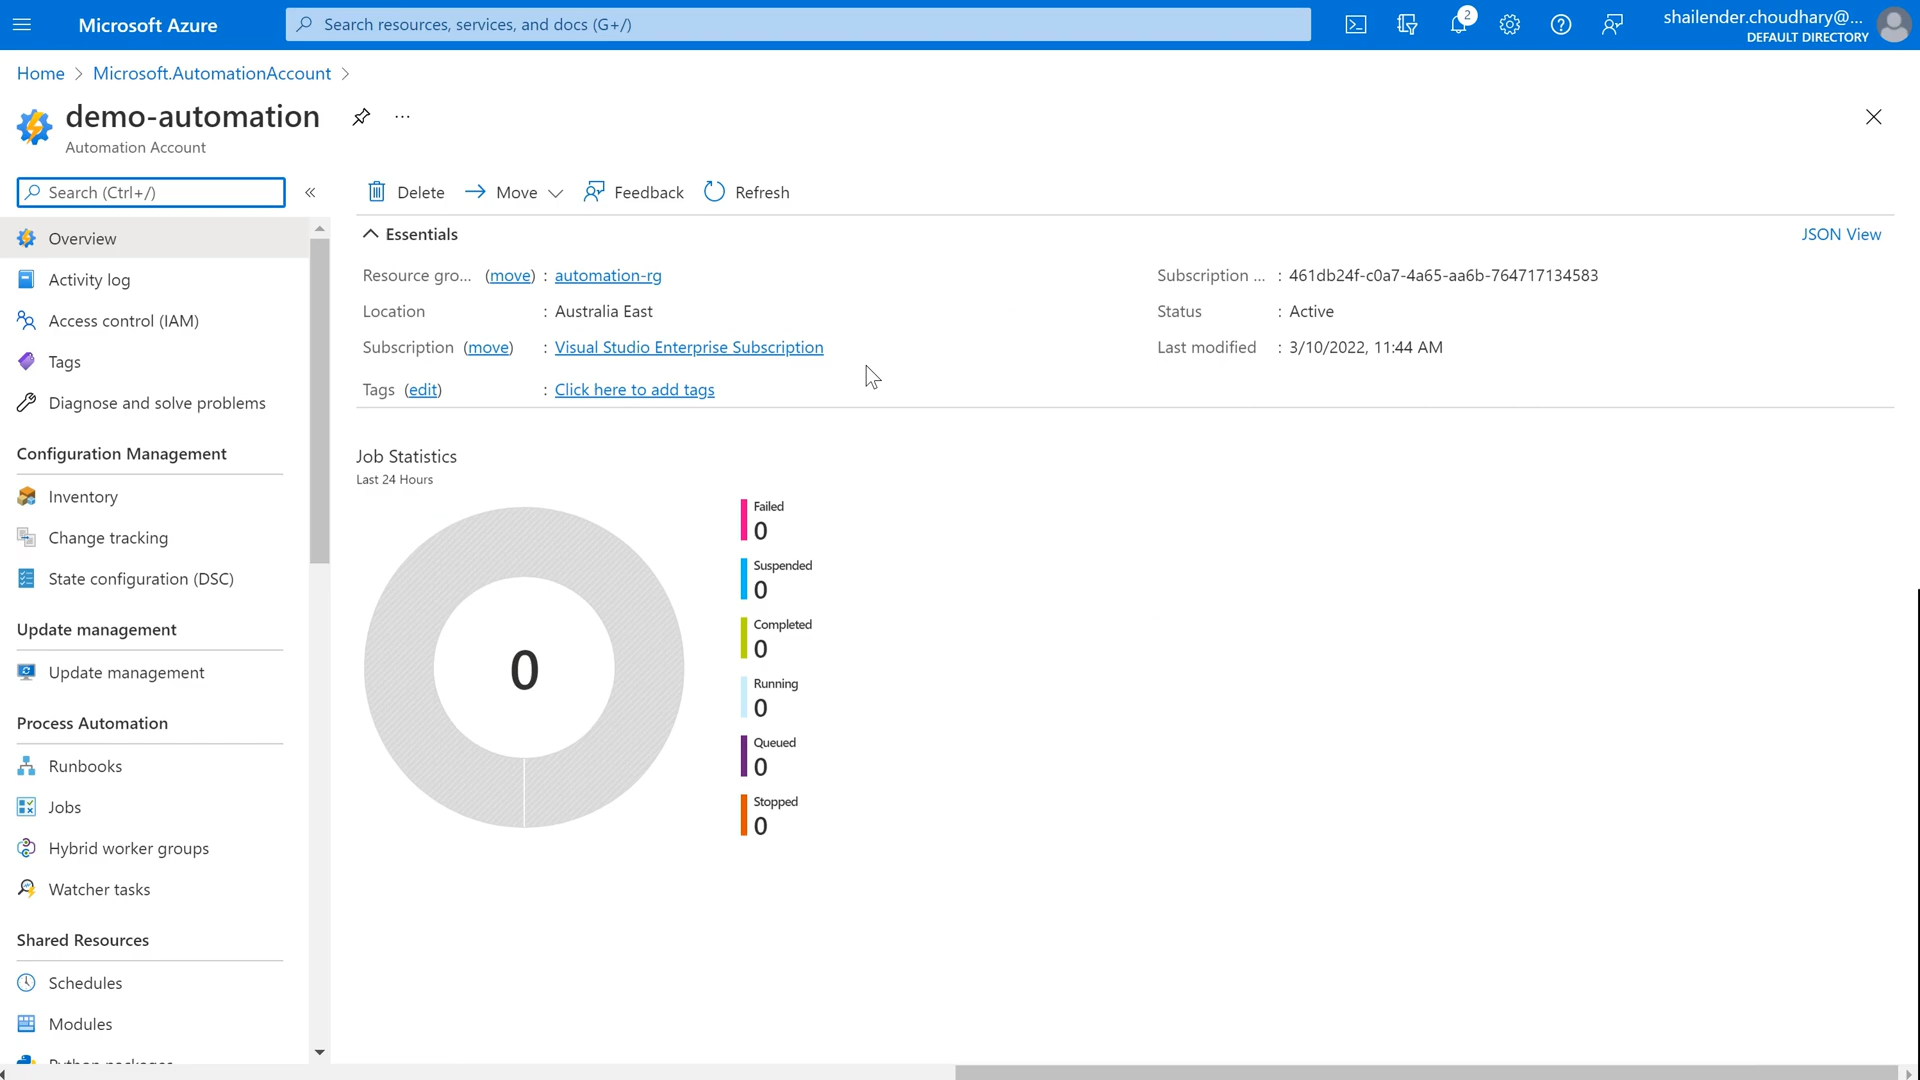 Microsoft Azure
Search resources, services, and docs (G+/)
2
shailender.choudhary@...
DEFAULT DIRECTORY
Home > Microsoft.AutomationAccount >
demo-automation
...
Automation Account
Search (Ctrl+/)
«
Delete
Move
Feedback
Refresh
Overview
Activity log
Access control (IAM)
Tags
Diagnose and solve problems
Configuration Management
Inventory
Change tracking
State configuration (DSC)
Update management
Update management
Process Automation
Runbooks
Jobs
Hybrid worker groups
Watcher tasks
Shared Resources
Schedules
Modules
Python packages
Essentials
JSON View
Resource gro... (move) : automation-rg
Location : Australia East
Subscription (move) : Visual Studio Enterprise Subscription
Tags (edit) : Click here to add tags
Subscription ... : 461db24f-c0a7-4a65-aa6b-764717134583
Status : Active
Last modified : 3/10/2022, 11:44 AM
Job Statistics
Last 24 Hours
0
Failed
0
Suspended
0
Completed
0
Running
0
Queued
0
Stopped
0